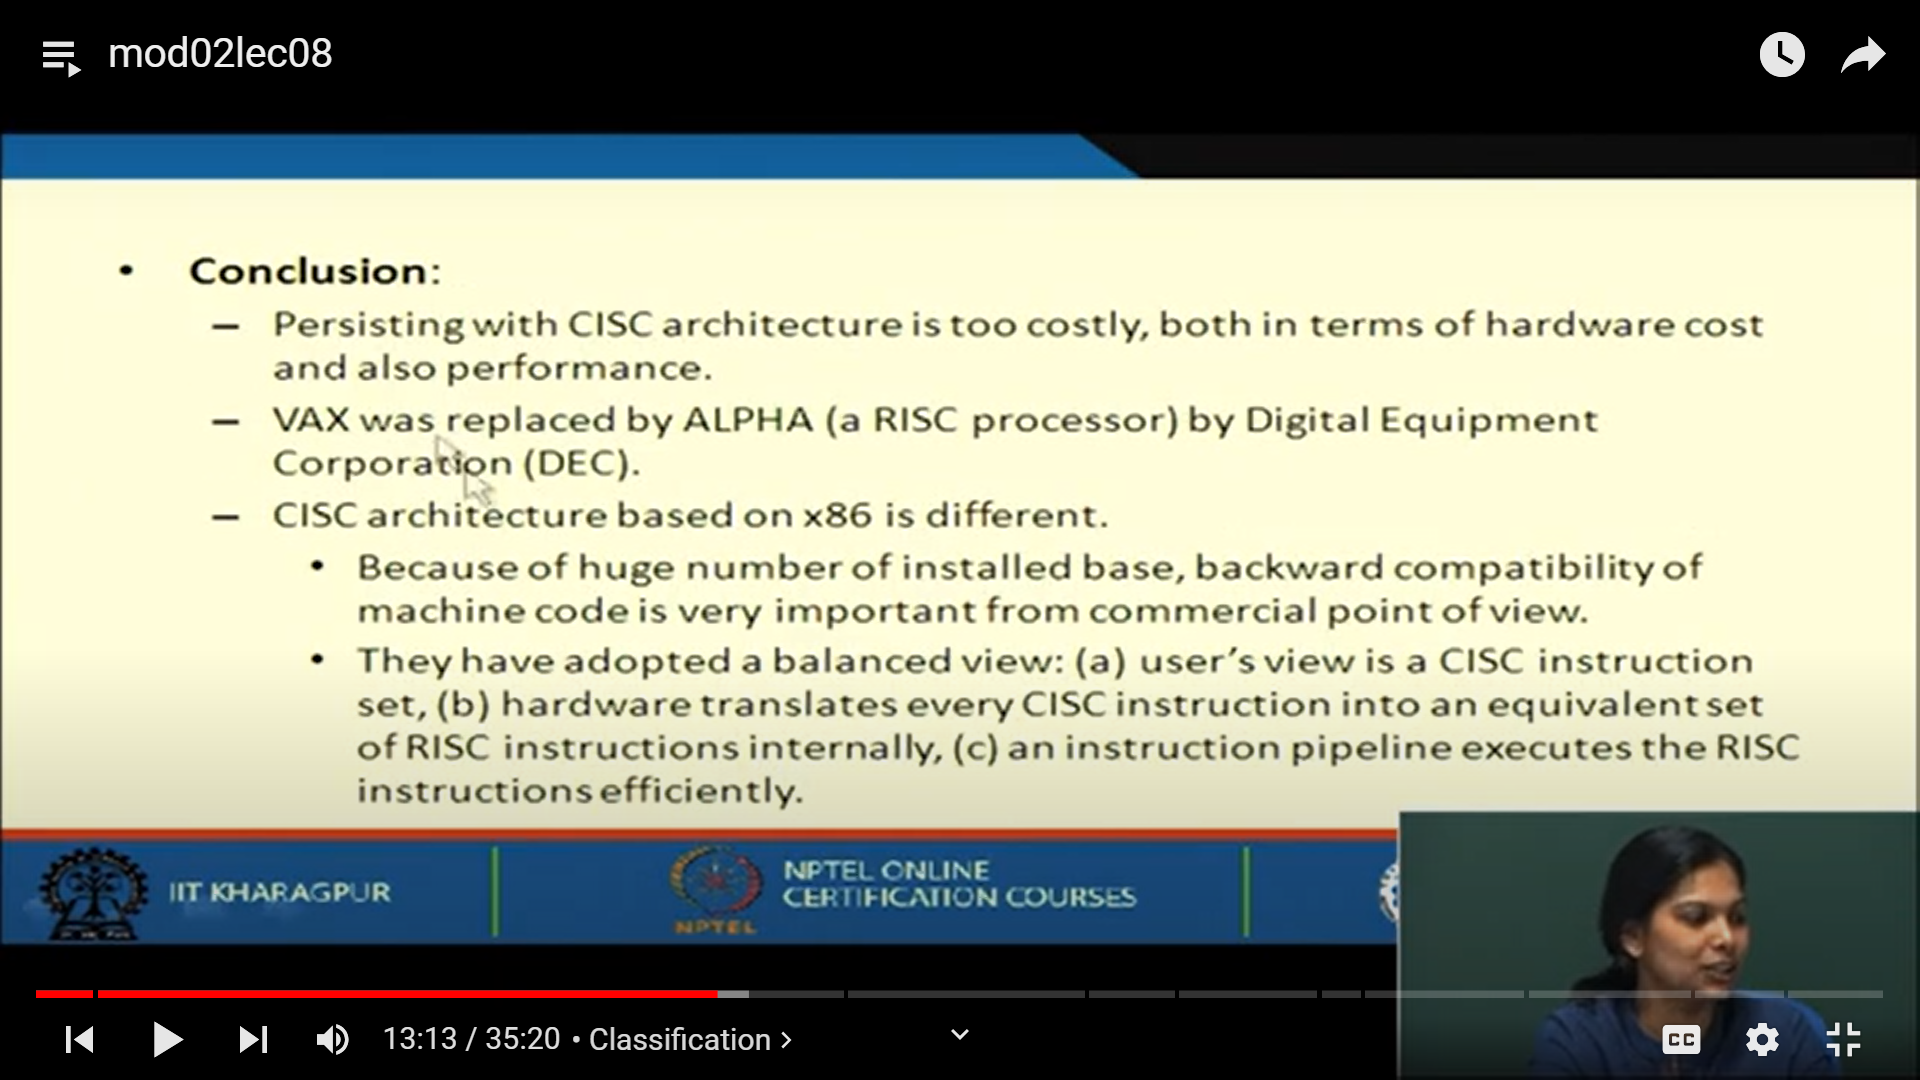 mod02lec08
• Conclusion:
– Persisting with CISC architecture is too costly, both in terms of hardware cost
and also performance.
– VAX was replaced by ALPHA (a RISC processor) by Digital Equipment
Corporation (DEC).
– CISC architecture based on x86 is different.
• Because of huge number of installed base, backward compatibility of
machine code is very important from commercial point of view.
• They have adopted a balanced view: (a) user’s view is a CISC instruction
set, (b) hardware translates every CISC instruction into an equivalent set
of RISC instructions internally, (c) an instruction pipeline executes the RISC
instructions efficiently.
IIT KHARAGPUR
NPTEL
NPTEL ONLINE
CERTIFICATION COURSES
13:13 / 35:20 • Classification ›
CC